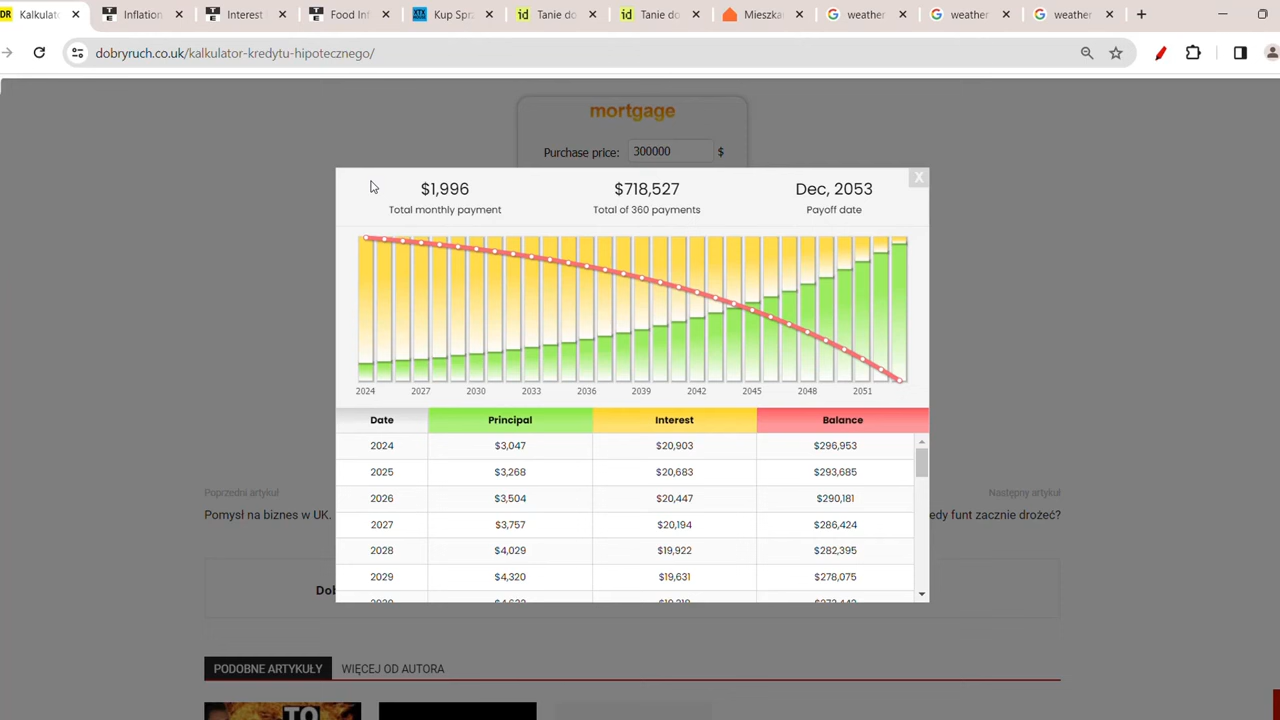 Kalkulato
Inflation
Interest
Food Inf
Kup Sprz
Tanie do
Tanie do
Mieszka
weather
weather
weather
dobryruch.co.uk/kalkulator-kredytu-hipotecznego/
mortgage
Purchase price: 300000 $
X
$1,996 $718,527 Dec, 2053
Total monthly payment Total of 360 payments Payoff date
2024 2027 2030 2033 2036 2039 2042 2045 2048 2051
Date Principal Interest Balance
2024 $3,047 $20,903 $296,953
2025 $3,268 $20,683 $293,685
2026 $3,504 $20,447 $290,181
2027 $3,757 $20,194 $286,424
2028 $4,029 $19,922 $282,395
2029 $4,320 $19,631 $278,075
Poprzedni artykuł Następny artykuł
Pomysł na biznes w UK. edy funt zacznie drożeć?
Dob
PODOBNE ARTYKUŁY WIĘCEJ OD AUTORA
TO